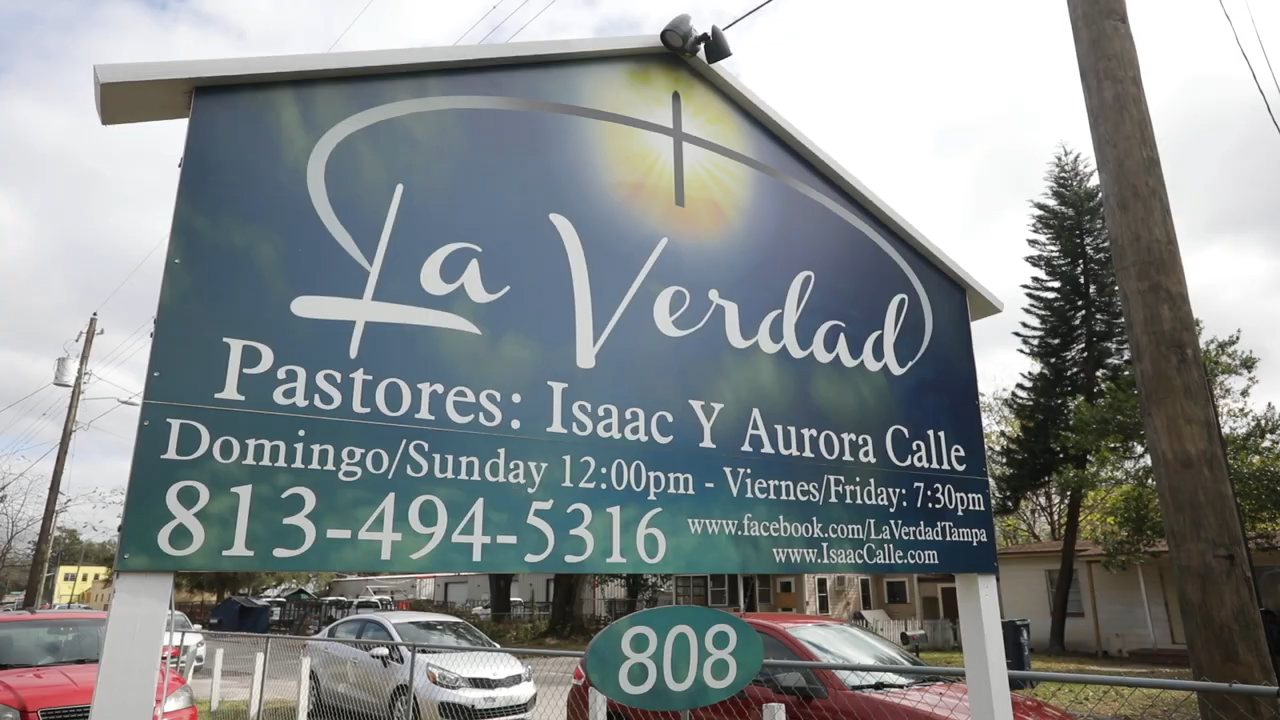 La Verdad
Pastores: Isaac Y Aurora Calle
Domingo/Sunday 12:00pm - Viernes/Friday: 7:30pm
813-494-5316
www.facebook.com/LaVerdadTampa
www.IsaacCalle.com
808